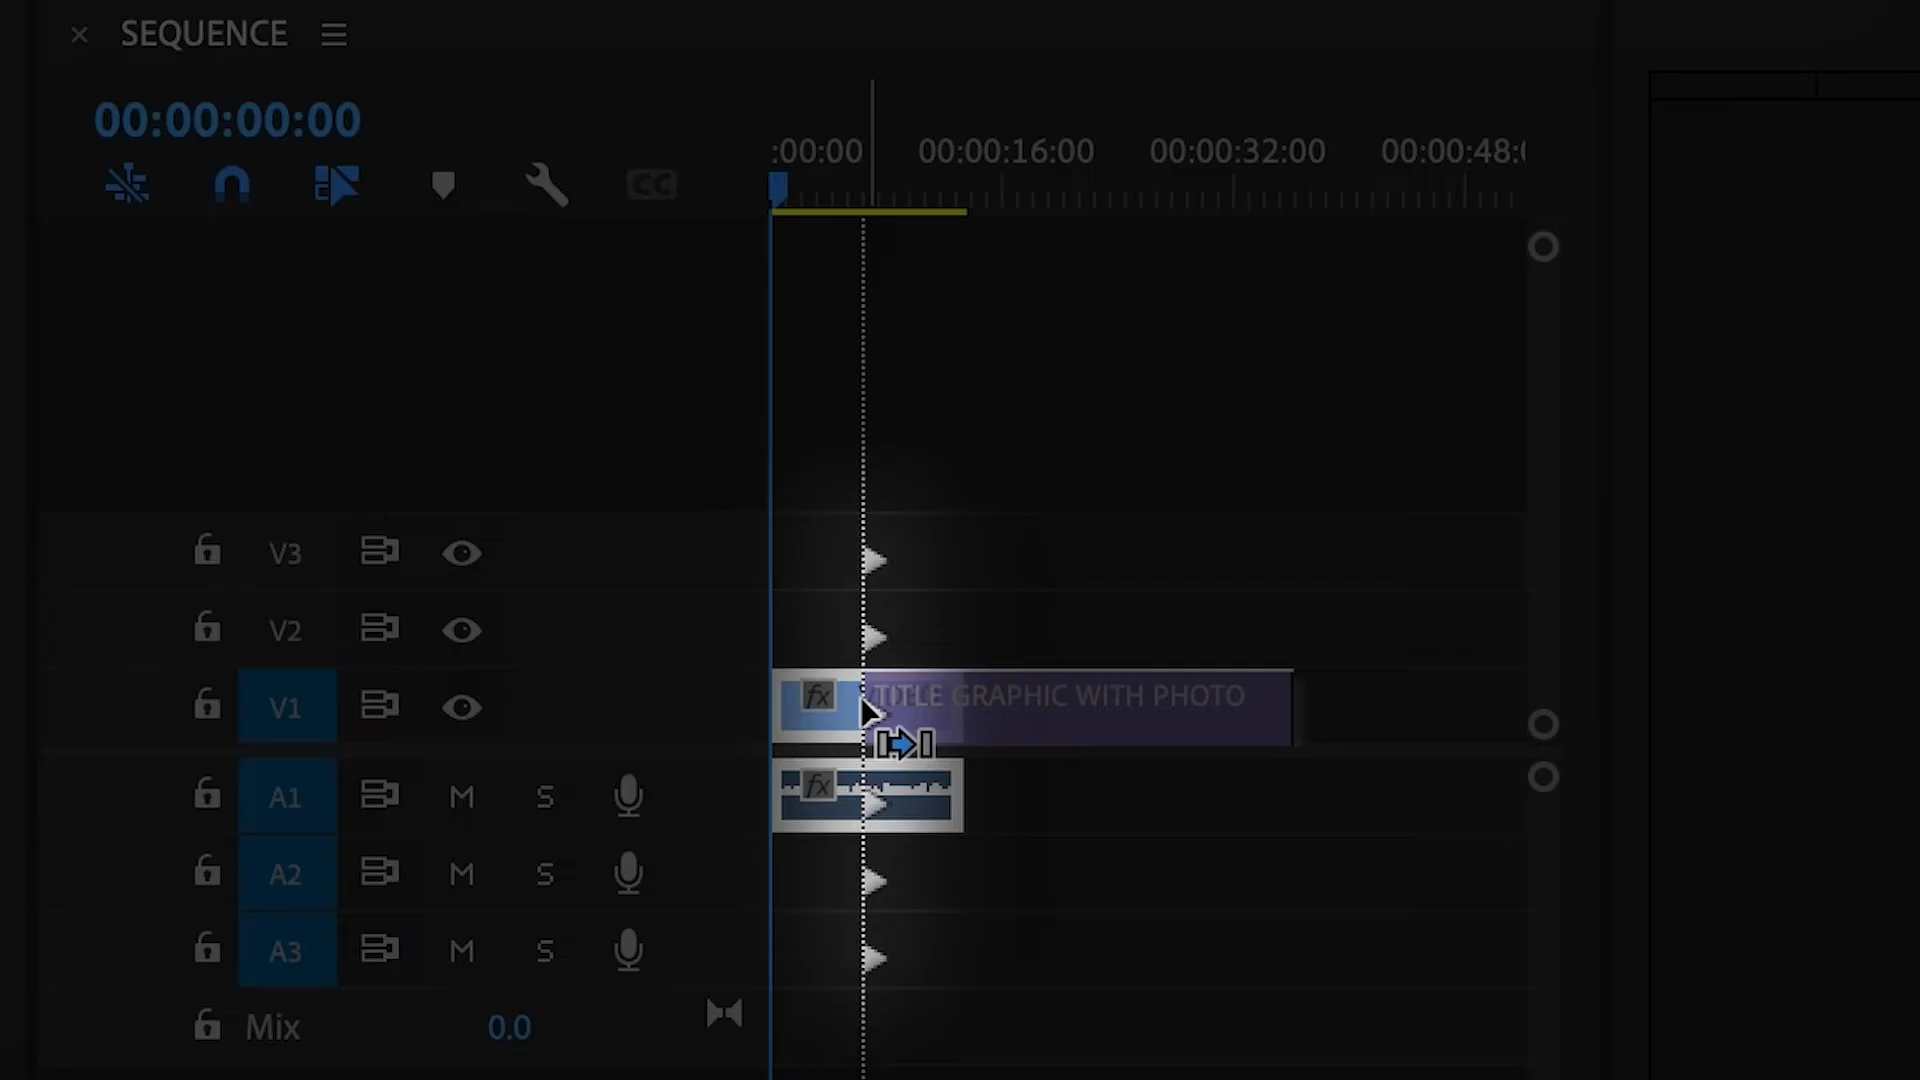 SEQUENCE
00:00:00:00
:00:00 00:00:16:00 00:00:32:00 00:00:48:
CC
V3
V2
V1 fx TITLE GRAPHIC WITH PHOTO
A1 M S fx
A2 M S
A3 M S
Mix 0.0